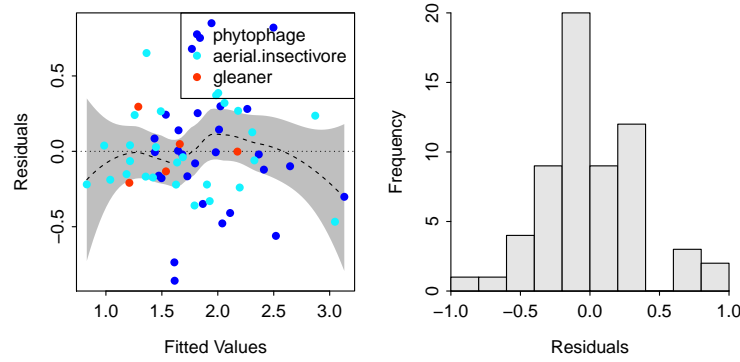 phytophage
aerial.insectivore
gleaner
0.5
0.0
−0.5
Residuals
1.0 1.5 2.0 2.5 3.0
Fitted Values
20
15
10
5
0
Frequency
−1.0 −0.5 0.0 0.5 1.0
Residuals